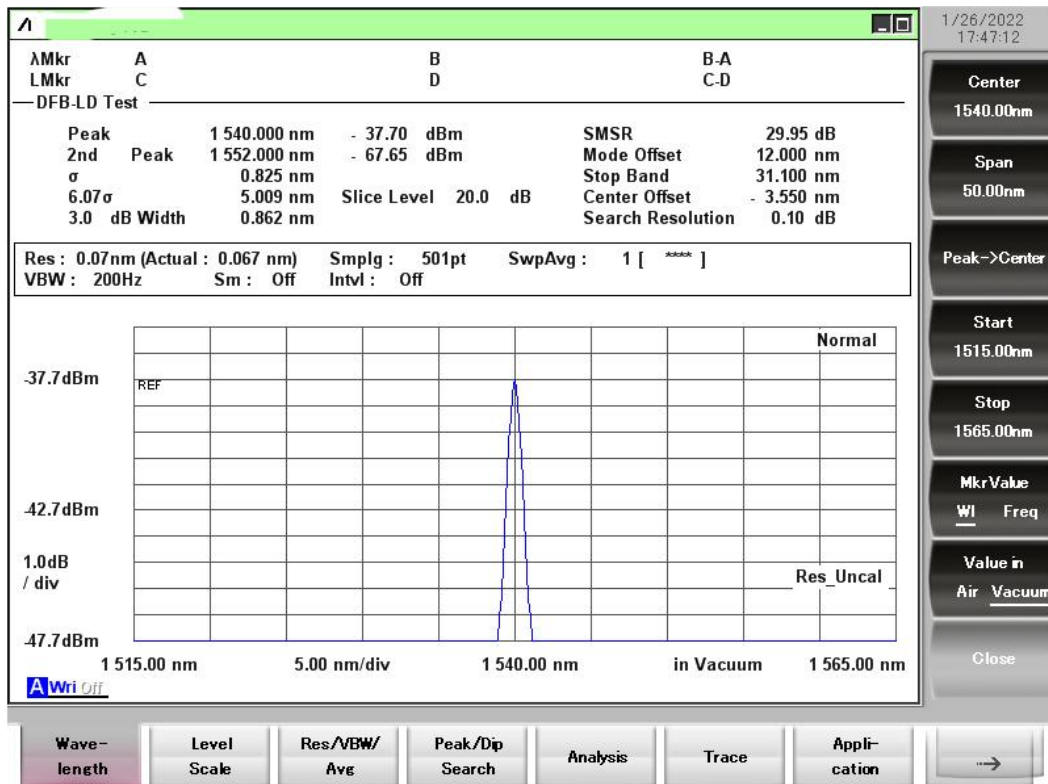 1/26/2022
17:47:12
λMkr A B B-A
LMkr C D C-D
DFB-LD Test
Peak 1 540.000 nm - 37.70 dBm SMSR 29.95 dB
2nd Peak 1 552.000 nm - 67.65 dBm Mode Offset 12.000 nm
σ 0.825 nm Stop Band 31.100 nm
6.07σ 5.009 nm Slice Level 20.0 dB Center Offset - 3.550 nm
3.0 dB Width 0.862 nm Search Resolution 0.10 dB
Res : 0.07nm (Actual : 0.067 nm) Smplg : 501pt SwpAvg : 1 [ **** ]
VBW : 200Hz Sm : Off Intvl : Off
Normal
-37.7dBm
REF
-42.7dBm
1.0dB
/ div
Res_Uncal
-47.7dBm
1 515.00 nm 5.00 nm/div 1 540.00 nm in Vacuum 1 565.00 nm
A Wri Off
Center
1540.00nm
Span
50.00nm
Peak->Center
Start
1515.00nm
Stop
1565.00nm
MkrValue
Wl Freq
Value in
Air Vacuum
Close
Wave-
length
Level
Scale
Res/VBW/
Avg
Peak/Dip
Search
Analysis
Trace
Appli-
cation